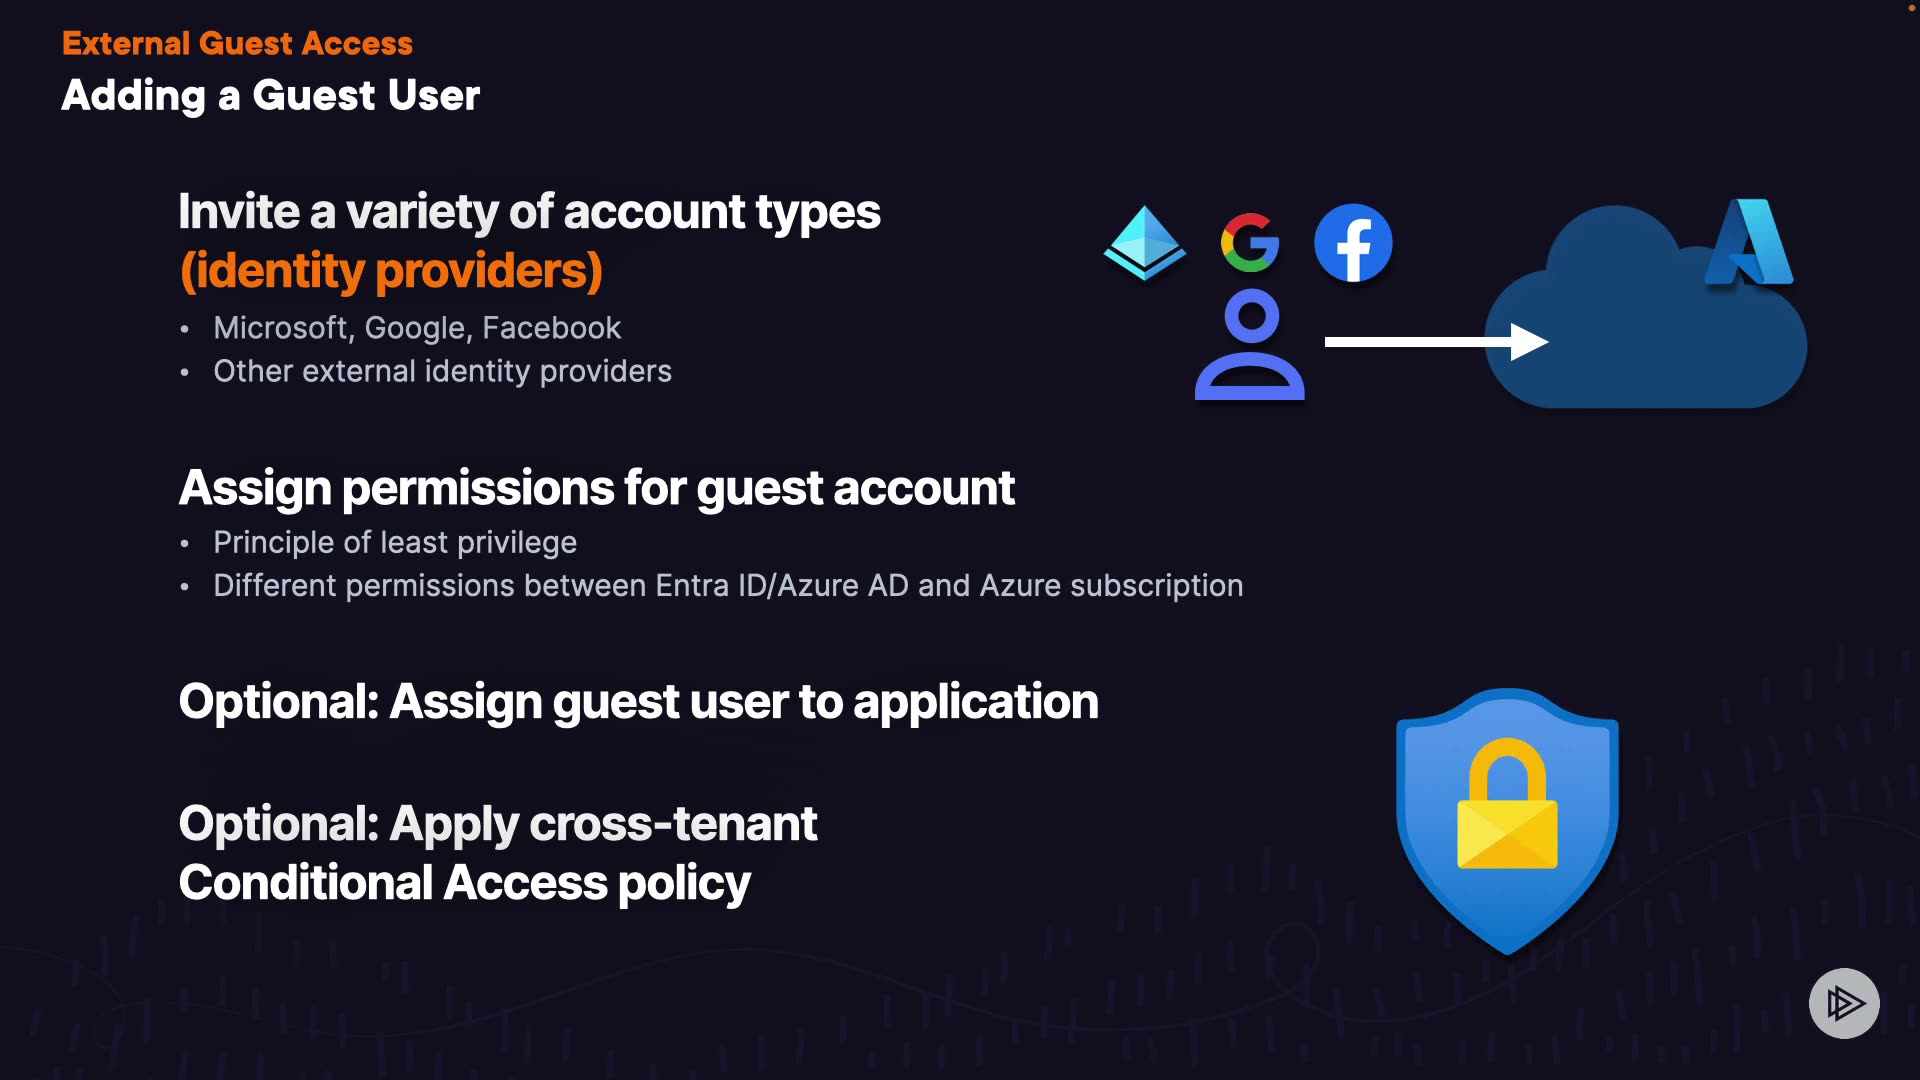 External Guest Access
Adding a Guest User
Invite a variety of account types
(identity providers)
• Microsoft, Google, Facebook
• Other external identity providers
Assign permissions for guest account
• Principle of least privilege
• Different permissions between Entra ID/Azure AD and Azure subscription
Optional: Assign guest user to application
Optional: Apply cross-tenant
Conditional Access policy